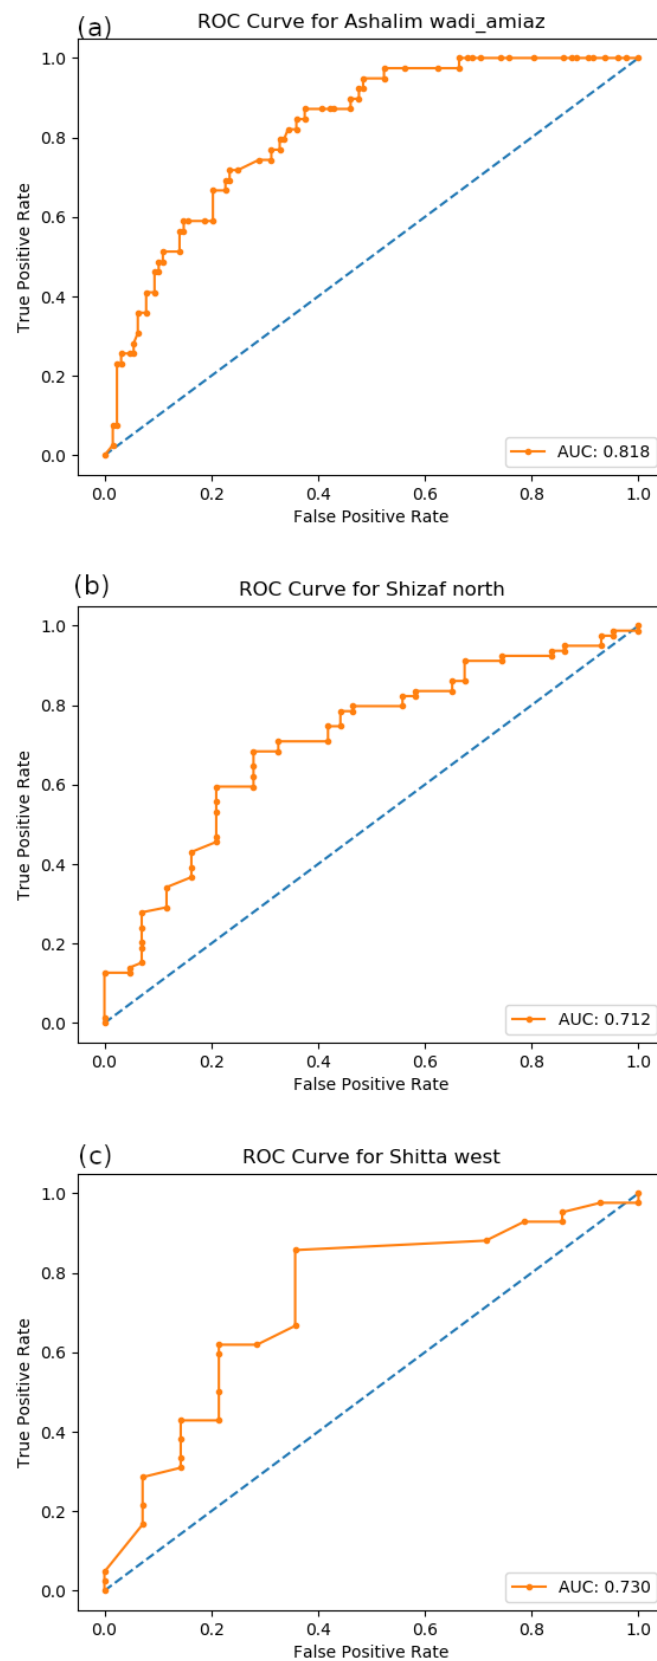 (a)
ROC Curve for Ashalim wadi_amiaz
1.0
0.8
0.6
0.4
0.2
0.0
True Positive Rate
AUC: 0.818
0.0 0.2 0.4 0.6 0.8 1.0
False Positive Rate
(b)
ROC Curve for Shizaf north
1.0
0.8
0.6
0.4
0.2
0.0
True Positive Rate
AUC: 0.712
0.0 0.2 0.4 0.6 0.8 1.0
False Positive Rate
(c)
ROC Curve for Shitta west
1.0
0.8
0.6
0.4
0.2
0.0
True Positive Rate
AUC: 0.730
0.0 0.2 0.4 0.6 0.8 1.0
False Positive Rate